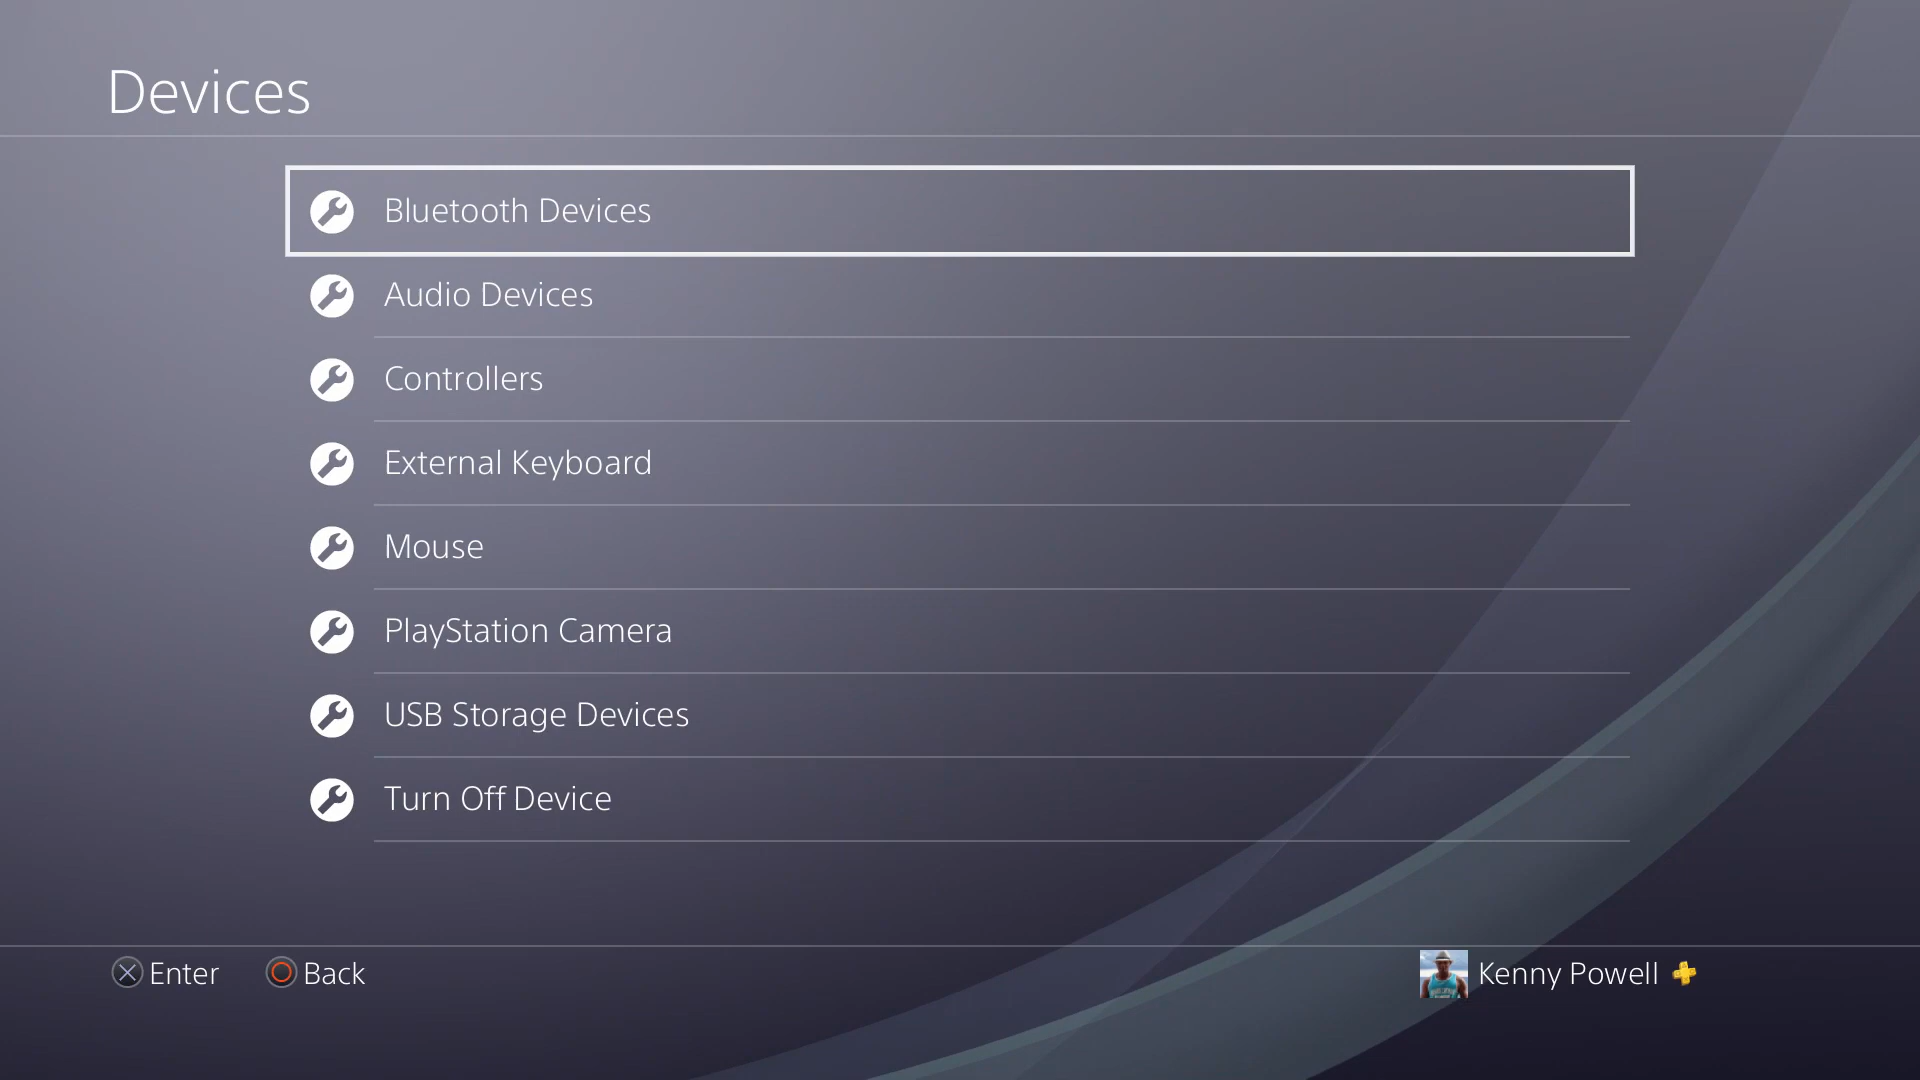 Devices
Bluetooth Devices
Audio Devices
Controllers
External Keyboard
Mouse
PlayStation Camera
USB Storage Devices
Turn Off Device
Enter Back Kenny Powell